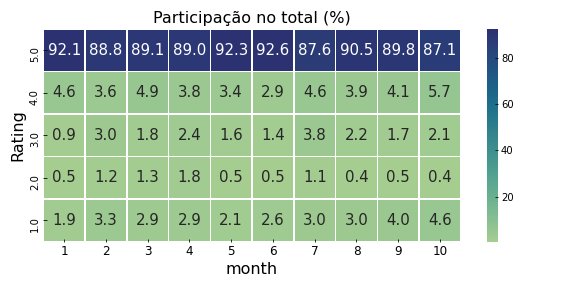 Participação no total (%)
5.0 92.1 88.8 89.1 89.0 92.3 92.6 87.6 90.5 89.8 87.1
4.0 4.6 3.6 4.9 3.8 3.4 2.9 4.6 3.9 4.1 5.7
3.0 0.9 3.0 1.8 2.4 1.6 1.4 3.8 2.2 1.7 2.1
2.0 0.5 1.2 1.3 1.8 0.5 0.5 1.1 0.4 0.5 0.4
1.0 1.9 3.3 2.9 2.9 2.1 2.6 3.0 3.0 4.0 4.6
1 2 3 4 5 6 7 8 9 10
Rating
month
80
60
40
20